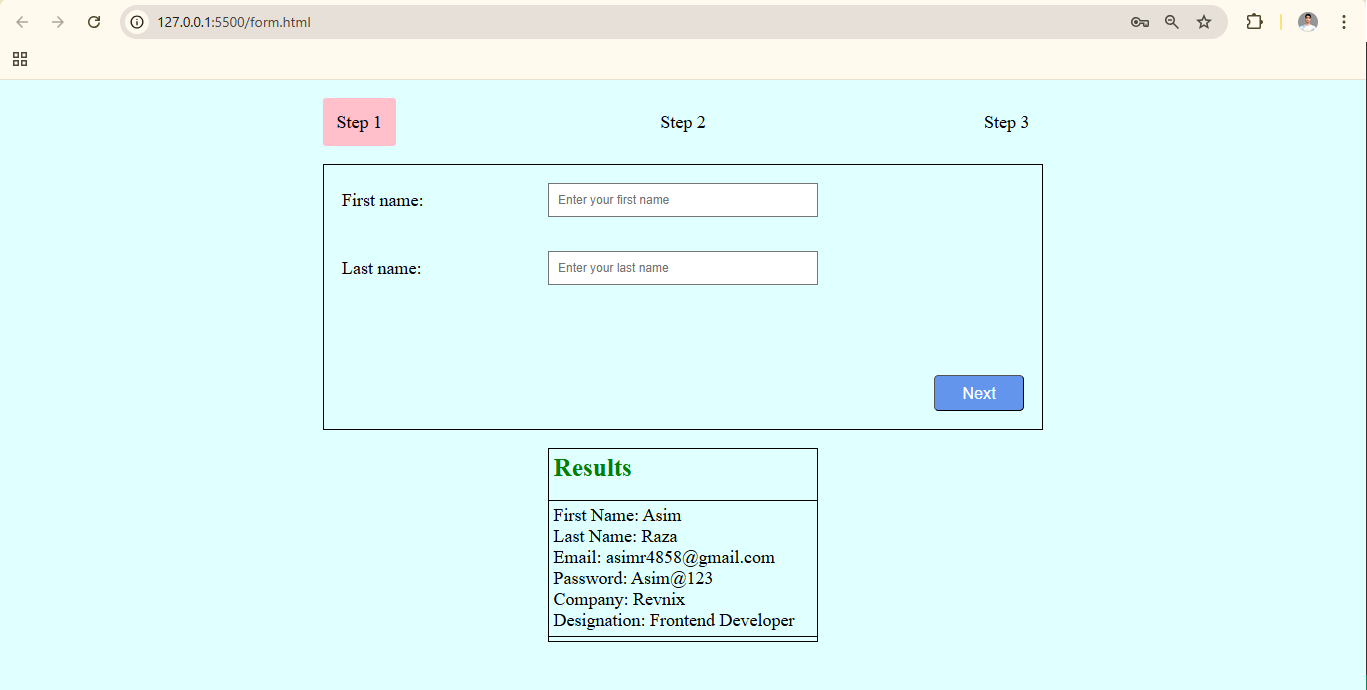 127.0.0.1:5500/form.html
Step 1 Step 2 Step 3
First name: Enter your first name
Last name: Enter your last name
Next
Results
First Name: Asim
Last Name: Raza
Email: asimr4858@gmail.com
Password: Asim@123
Company: Revnix
Designation: Frontend Developer